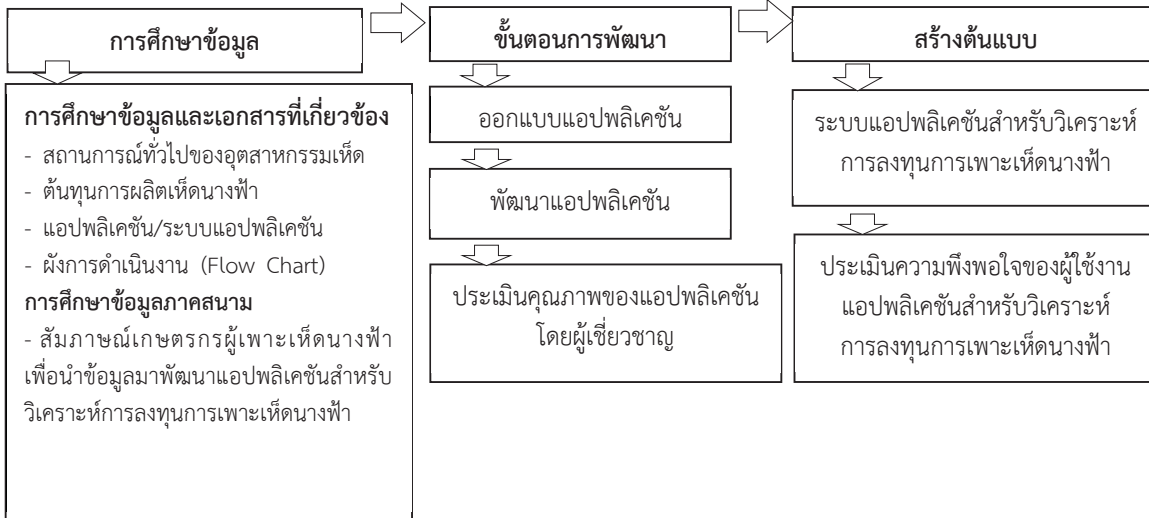 การศึกษาข้อมูล
การศึกษาข้อมูลและเอกสารที่เกี่ยวข้อง
- สถานการณ์ทั่วไปของอุตสาหกรรมเห็ด
- ต้นทุนการผลิตเห็ดนางฟ้า
- แอปพลิเคชัน/ระบบแอปพลิเคชัน
- ผังการดำเนินงาน (Flow Chart)
การศึกษาข้อมูลภาคสนาม
- สัมภาษณ์เกษตรกรผู้เพาะเห็ดนางฟ้า
เพื่อนำข้อมูลมาพัฒนาแอปพลิเคชันสำหรับ
วิเคราะห์การลงทุนการเพาะเห็ดนางฟ้า
ขั้นตอนการพัฒนา
ออกแบบแอปพลิเคชัน
พัฒนาแอปพลิเคชัน
ประเมินคุณภาพของแอปพลิเคชัน
โดยผู้เชี่ยวชาญ
สร้างต้นแบบ
ระบบแอปพลิเคชันสำหรับวิเคราะห์
การลงทุนการเพาะเห็ดนางฟ้า
ประเมินความพึงพอใจของผู้ใช้งาน
แอปพลิเคชันสำหรับวิเคราะห์
การลงทุนการเพาะเห็ดนางฟ้า